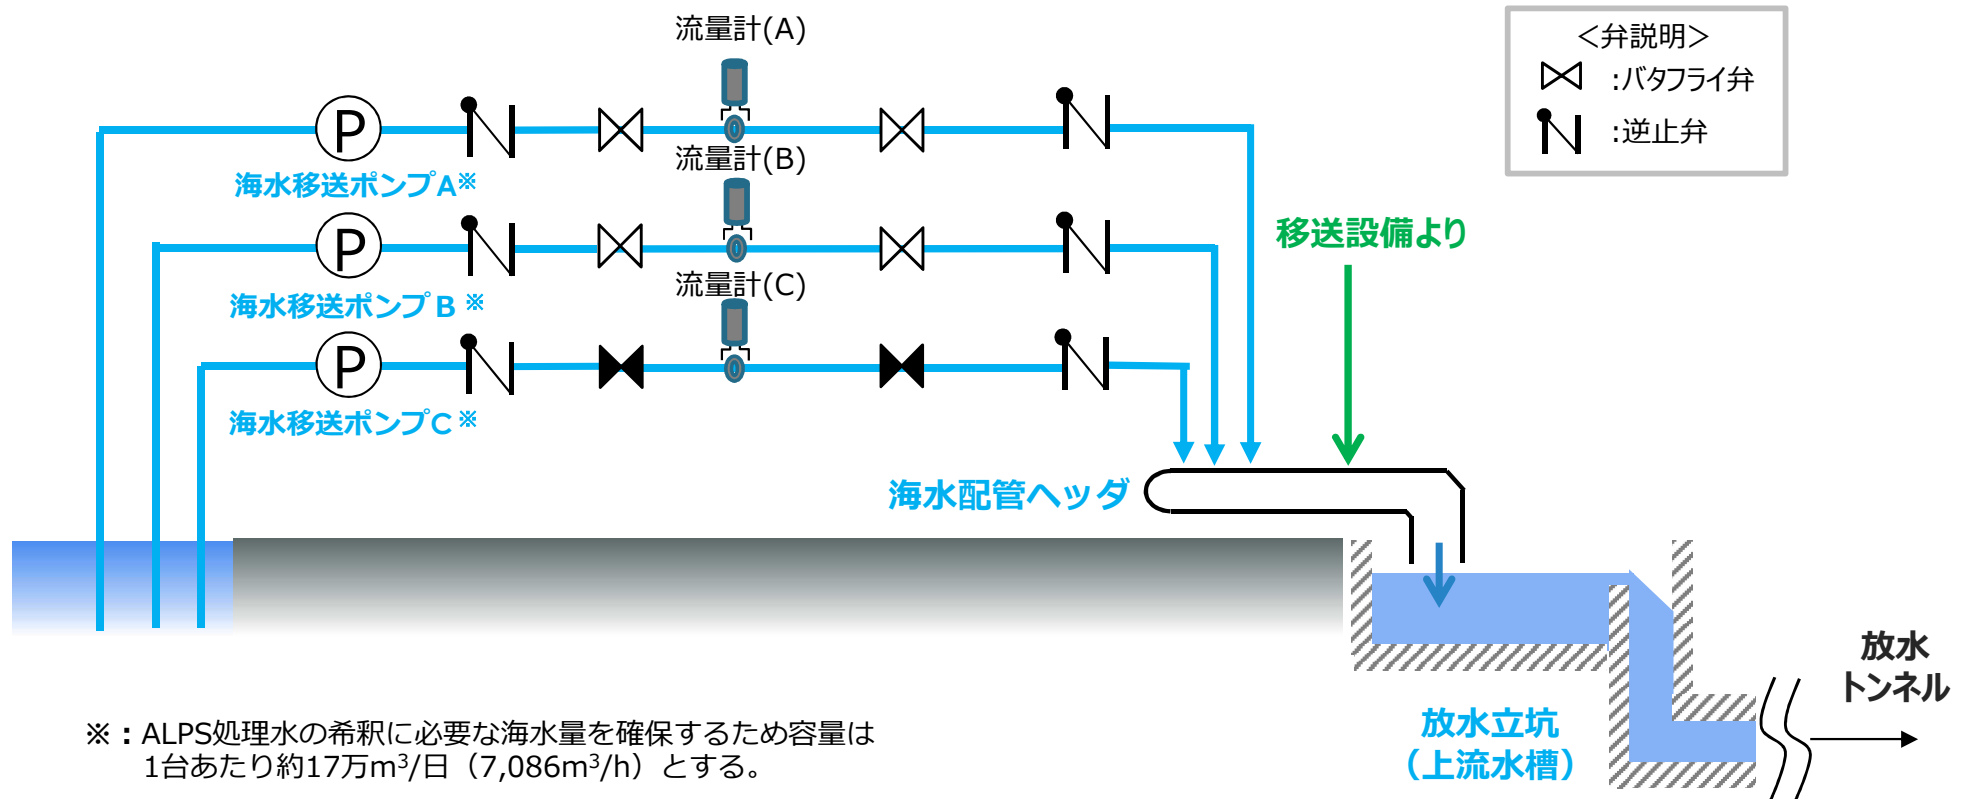 流量計(A)
<弁説明>
:バタフライ弁
:逆止弁
P
海水移送ポンプA※
流量計(B)
P
海水移送ポンプB※
移送設備より
流量計(C)
P
海水移送ポンプC※
海水配管ヘッダ
放水
トンネル
放水立坑
(上流水槽)
※:ALPS処理水の希釈に必要な海水量を確保するため容量は
1台あたり約17万m³/日(7,086m³/h)とする。